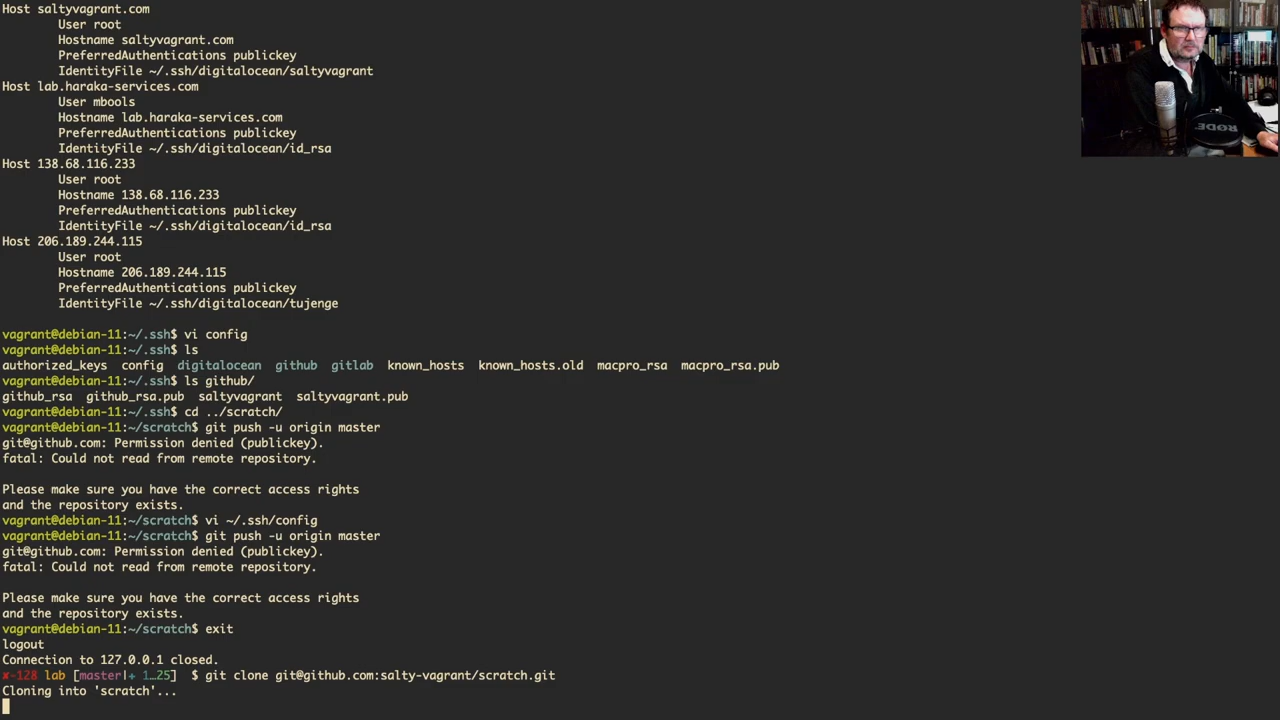 Host saltyvagrant.com
User root
Hostname saltyvagrant.com
PreferredAuthentications publickey
IdentityFile ~/.ssh/digitalocean/saltyvagrant
Host lab.haraka-services.com
User mbools
Hostname lab.haraka-services.com
PreferredAuthentications publickey
IdentityFile ~/.ssh/digitalocean/id_rsa
Host 138.68.116.233
User root
Hostname 138.68.116.233
PreferredAuthentications publickey
IdentityFile ~/.ssh/digitalocean/id_rsa
Host 206.189.244.115
User root
Hostname 206.189.244.115
PreferredAuthentications publickey
IdentityFile ~/.ssh/digitalocean/tujenge
vagrant@debian-11:~/.ssh$ vi config
vagrant@debian-11:~/.ssh$ ls
authorized_keys config digitalocean github gitlab known_hosts known_hosts.old macpro_rsa macpro_rsa.pub
vagrant@debian-11:~/.ssh$ ls github/
github_rsa github_rsa.pub saltyvagrant saltyvagrant.pub
vagrant@debian-11:~/.ssh$ cd ../scratch/
vagrant@debian-11:~/scratch$ git push -u origin master
git@github.com: Permission denied (publickey).
fatal: Could not read from remote repository.
Please make sure you have the correct access rights
and the repository exists.
vagrant@debian-11:~/scratch$ vi ~/.ssh/config
vagrant@debian-11:~/scratch$ git push -u origin master
git@github.com: Permission denied (publickey).
fatal: Could not read from remote repository.
Please make sure you have the correct access rights
and the repository exists.
vagrant@debian-11:~/scratch$ exit
logout
Connection to 127.0.0.1 closed.
✘-128 lab [master|✚ 1…25] $ git clone git@github.com:salty-vagrant/scratch.git
Cloning into 'scratch'...
RØDE